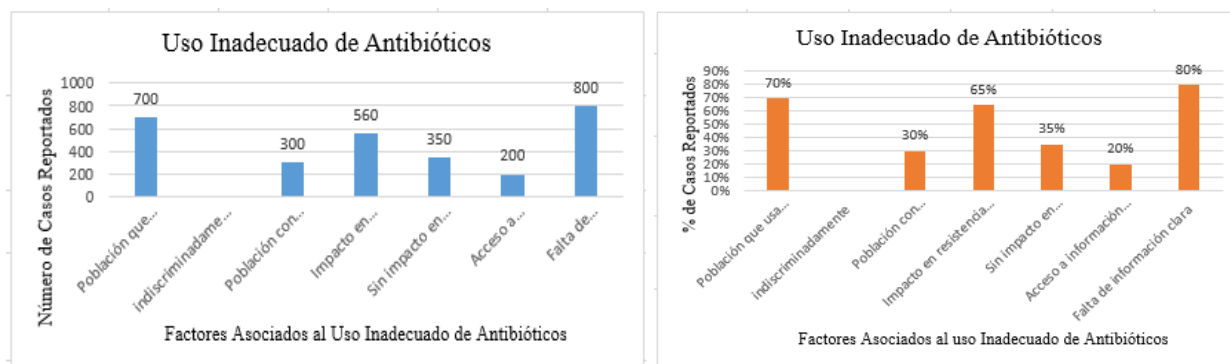 Uso Inadecuado de Antibióticos
Número de Casos Reportados
1000
800
600
400
200
0
700
300
560
350
200
800
Población que...
indiscriminadame...
Población con...
Impacto en...
Sin impacto en...
Acceso a...
Falta de...
Factores Asociados al Uso Inadecuado de Antibióticos
Uso Inadecuado de Antibióticos
% de Casos Reportados
90%
80%
70%
60%
50%
40%
30%
20%
10%
0%
70%
30%
65%
35%
20%
80%
Población que usa...
indiscriminadamente
Población con...
Impacto en resistencia...
Sin impacto en...
Acceso a información...
Falta de información clara
Factores Asociados al uso Inadecuado de Antibióticos